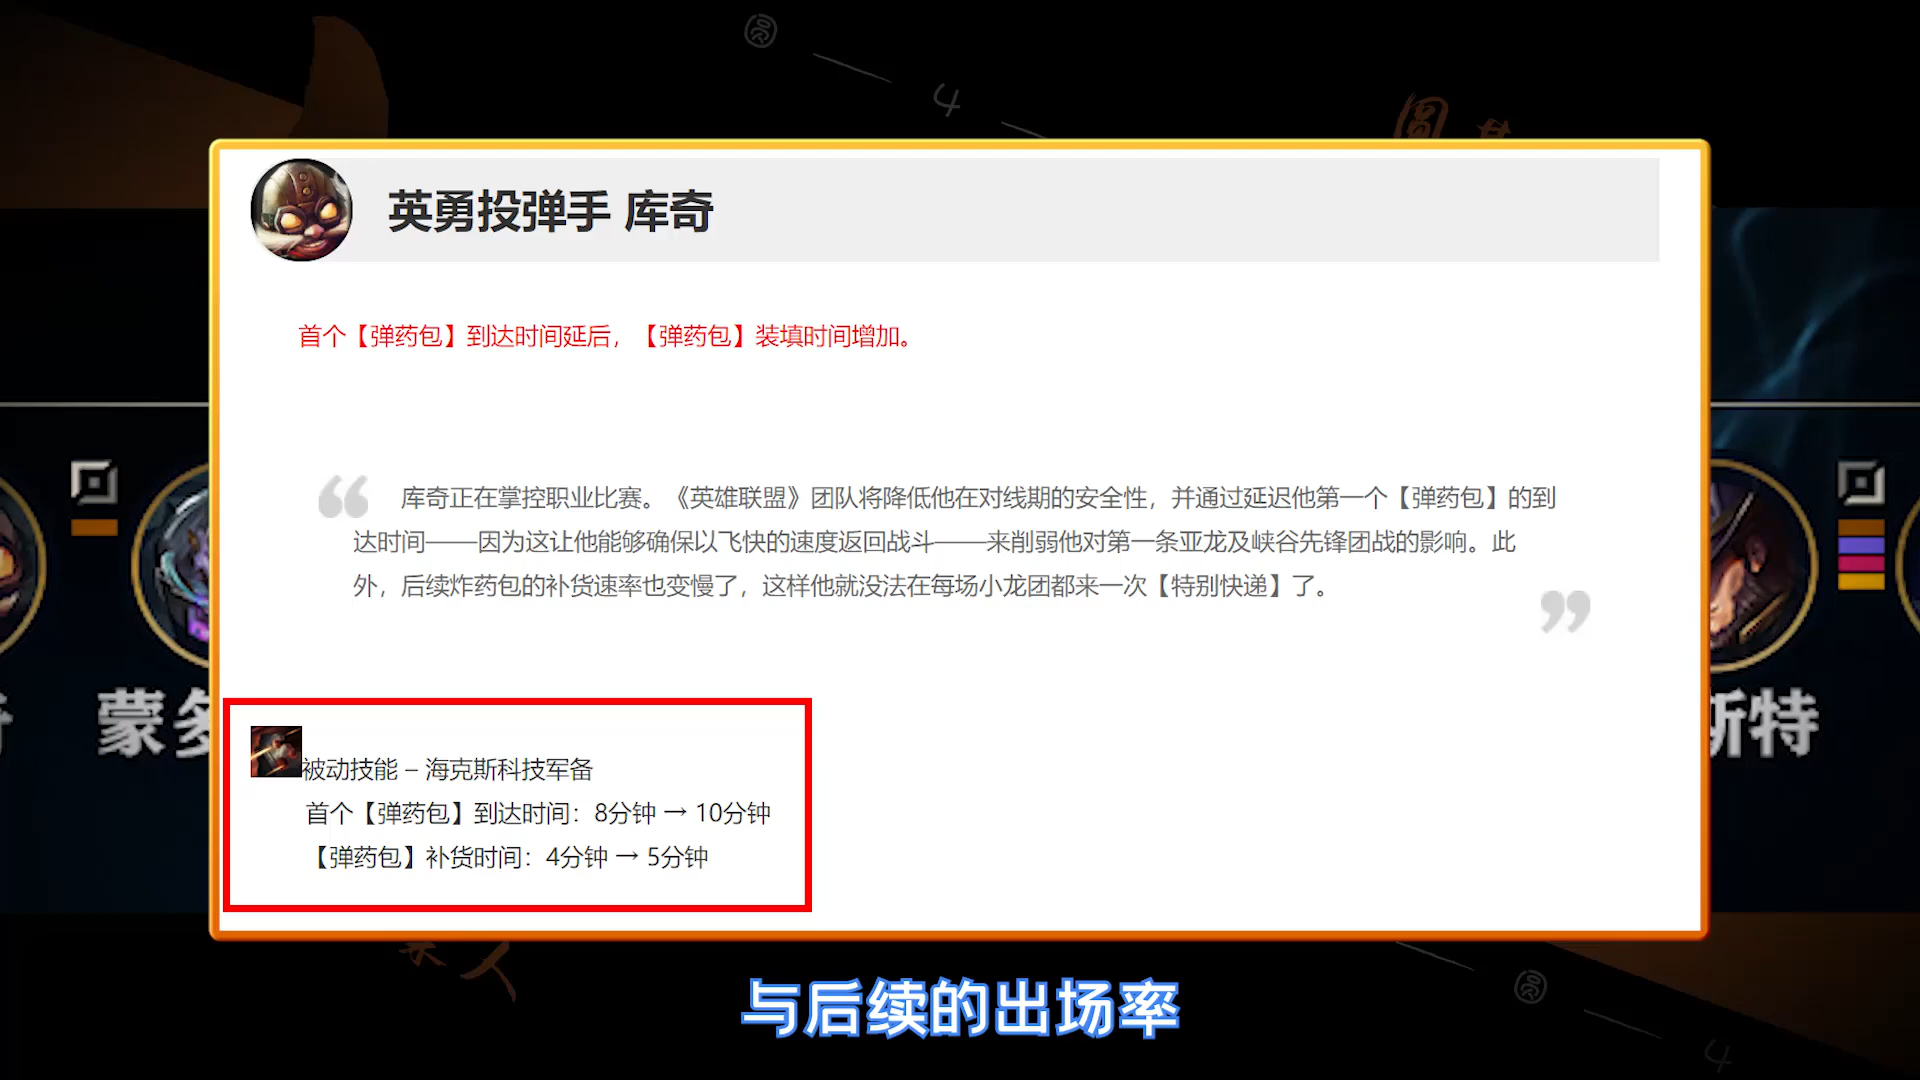 圆
4
圆
英勇投弹手 库奇
首个【弹药包】到达时间延后，【弹药包】装填时间增加。
库奇正在掌控职业比赛。《英雄联盟》团队将降低他在对线期的安全性，并通过延迟他第一个【弹药包】的到
达时间——因为这让他能够确保以飞快的速度返回战斗——来削弱他对第一条亚龙及峡谷先锋团战的影响。此
外，后续炸药包的补货速率也变慢了，这样他就没法在每场小龙团都来一次【特别快递】了。
蒙多
斯特
被动技能 – 海克斯科技军备
首个【弹药包】到达时间：8分钟 → 10分钟
【弹药包】补货时间：4分钟 → 5分钟
人
圆
4
与后续的出场率